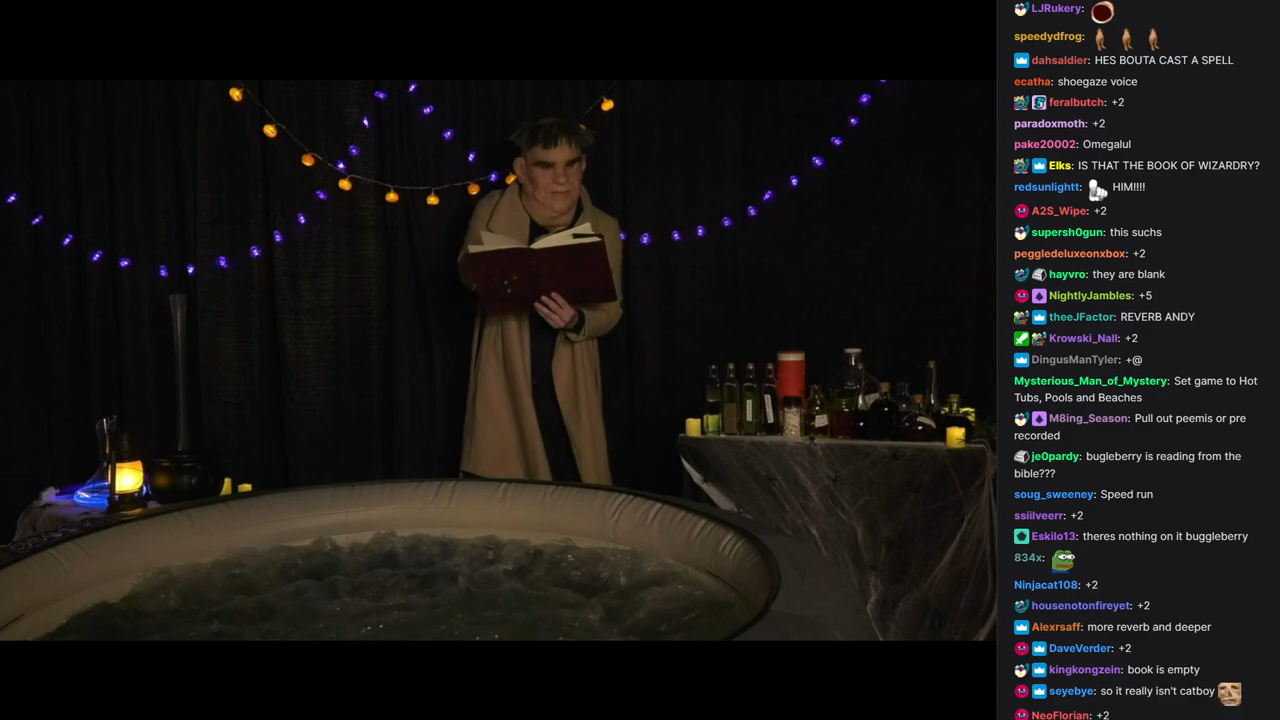 LJRukery:
speedydfrog:
dahsaldier: HES BOUTA CAST A SPELL
ecatha: shoegaze voice
feralbutch: +2
paradoxmoth: +2
pake20002: Omegalul
Elks: IS THAT THE BOOK OF WIZARDRY?
redsunlightt: HIM!!!!
A2S_Wipe: +2
supersh0gun: this suchs
peggledeluxeonxbox: +2
hayvro: they are blank
NightlyJambles: +5
theeJFactor: REVERB ANDY
Krowski_Nall: +2
DingusManTyler: +@
Mysterious_Man_of_Mystery: Set game to Hot
Tubs, Pools and Beaches
M8ing_Season: Pull out peemis or pre
recorded
je0pardy: bugleberry is reading from the
bible???
soug_sweeney: Speed run
ssiilveerr: +2
Eskilo13: theres nothing on it buggleberry
834x:
Ninjacat108: +2
housenotonfireyet: +2
Alexrsaff: more reverb and deeper
DaveVerder: +2
kingkongzein: book is empty
seyebye: so it really isn't catboy
NeoFlorian: +2